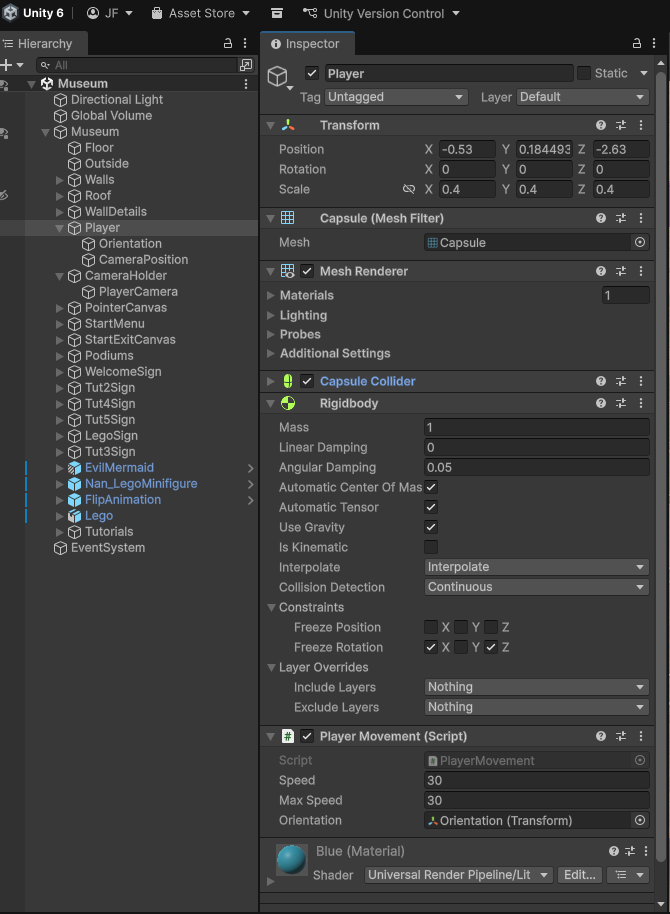 Unity 6 JF Asset Store Unity Version Control
Hierarchy
All
Museum
Directional Light
Global Volume
Museum
Floor
Outside
Walls
Roof
WallDetails
Player
Orientation
CameraPosition
CameraHolder
PlayerCamera
PointerCanvas
StartMenu
StartExitCanvas
Podiums
WelcomeSign
Tut2Sign
Tut4Sign
Tut5Sign
LegoSign
Tut3Sign
EvilMermaid
Nan_LegoMinifigure
FlipAnimation
Lego
Tutorials
EventSystem
Inspector
Player Static
Tag Untagged Layer Default
Transform
Position X -0.53 Y 0.184493 Z -2.63
Rotation X 0 Y 0 Z 0
Scale X 0.4 Y 0.4 Z 0.4
Capsule (Mesh Filter)
Mesh Capsule
Mesh Renderer
Materials 1
Lighting
Probes
Additional Settings
Capsule Collider
Rigidbody
Mass 1
Linear Damping 0
Angular Damping 0.05
Automatic Center Of Mas
Automatic Tensor
Use Gravity
Is Kinematic
Interpolate Interpolate
Collision Detection Continuous
Constraints
Freeze Position X Y Z
Freeze Rotation X Y Z
Layer Overrides
Include Layers Nothing
Exclude Layers Nothing
# Player Movement (Script)
Script PlayerMovement
Speed 30
Max Speed 30
Orientation Orientation (Transform)
Blue (Material)
Shader Universal Render Pipeline/Lit Edit...